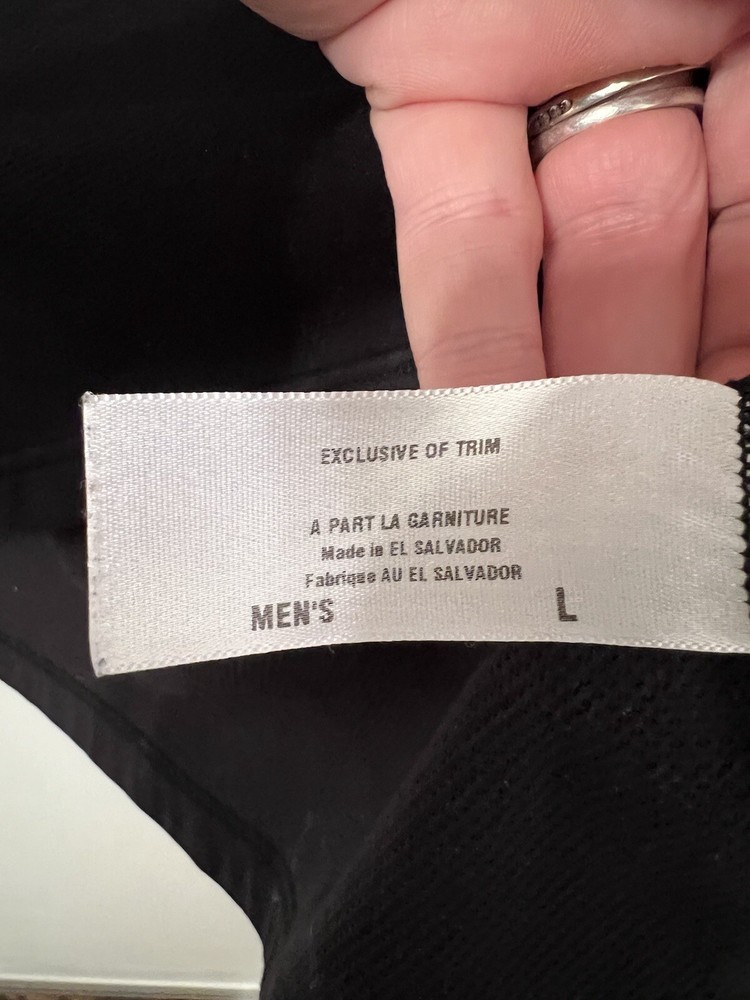 EXCLUSIVE OF TRIM
A PART LA GARNITURE
Made in EL SALVADOR
Fabrique AU EL SALVADOR
MEN'S L